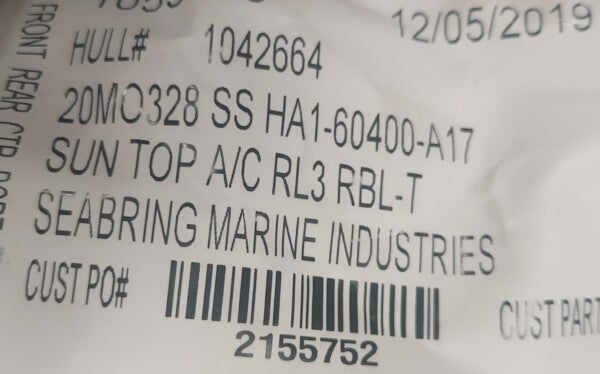 12/05/2019
HULL# 1042664
20MO328 SS HA1-60400-A17
SUN TOP A/C RL3 RBL-T
SEABRING MARINE INDUSTRIES
CUST PO#
2155752
CUST PART
FRONT REAR CTR PORT